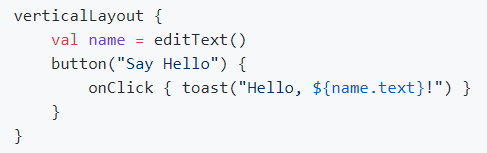 verticalLayout {
    val name = editText()
    button("Say Hello") {
        onClick { toast("Hello, ${name.text}!") }
    }
}